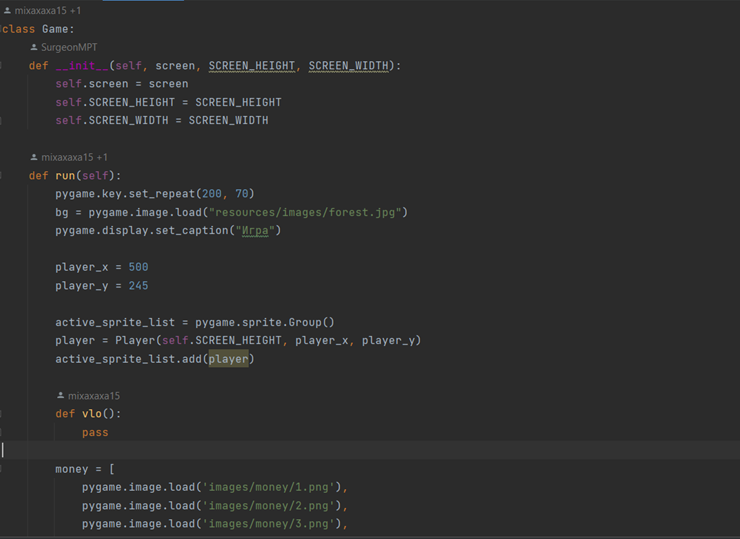 mixaxaxa15 +1
class Game:
SurgeonMPT
def __init__(self, screen, SCREEN_HEIGHT, SCREEN_WIDTH):
self.screen = screen
self.SCREEN_HEIGHT = SCREEN_HEIGHT
self.SCREEN_WIDTH = SCREEN_WIDTH
mixaxaxa15 +1
def run(self):
pygame.key.set_repeat(200, 70)
bg = pygame.image.load("resources/images/forest.jpg")
pygame.display.set_caption("Игра")
player_x = 500
player_y = 245
active_sprite_list = pygame.sprite.Group()
player = Player(self.SCREEN_HEIGHT, player_x, player_y)
active_sprite_list.add(player)
mixaxaxa15
def vlo():
pass
money = [
pygame.image.load('images/money/1.png'),
pygame.image.load('images/money/2.png'),
pygame.image.load('images/money/3.png'),